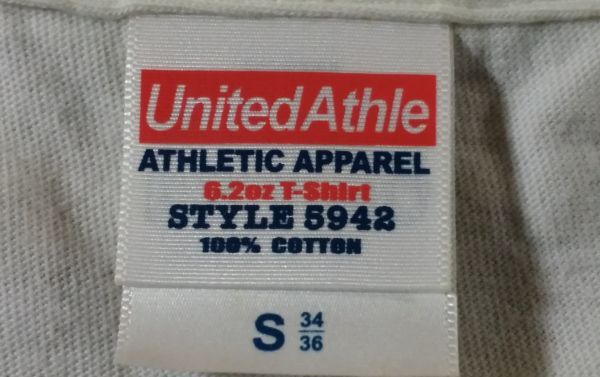 UnitedAthle
ATHLETIC APPAREL
6.2oz T-Shirt
STYLE 5942
100% COTTON
S 34/36